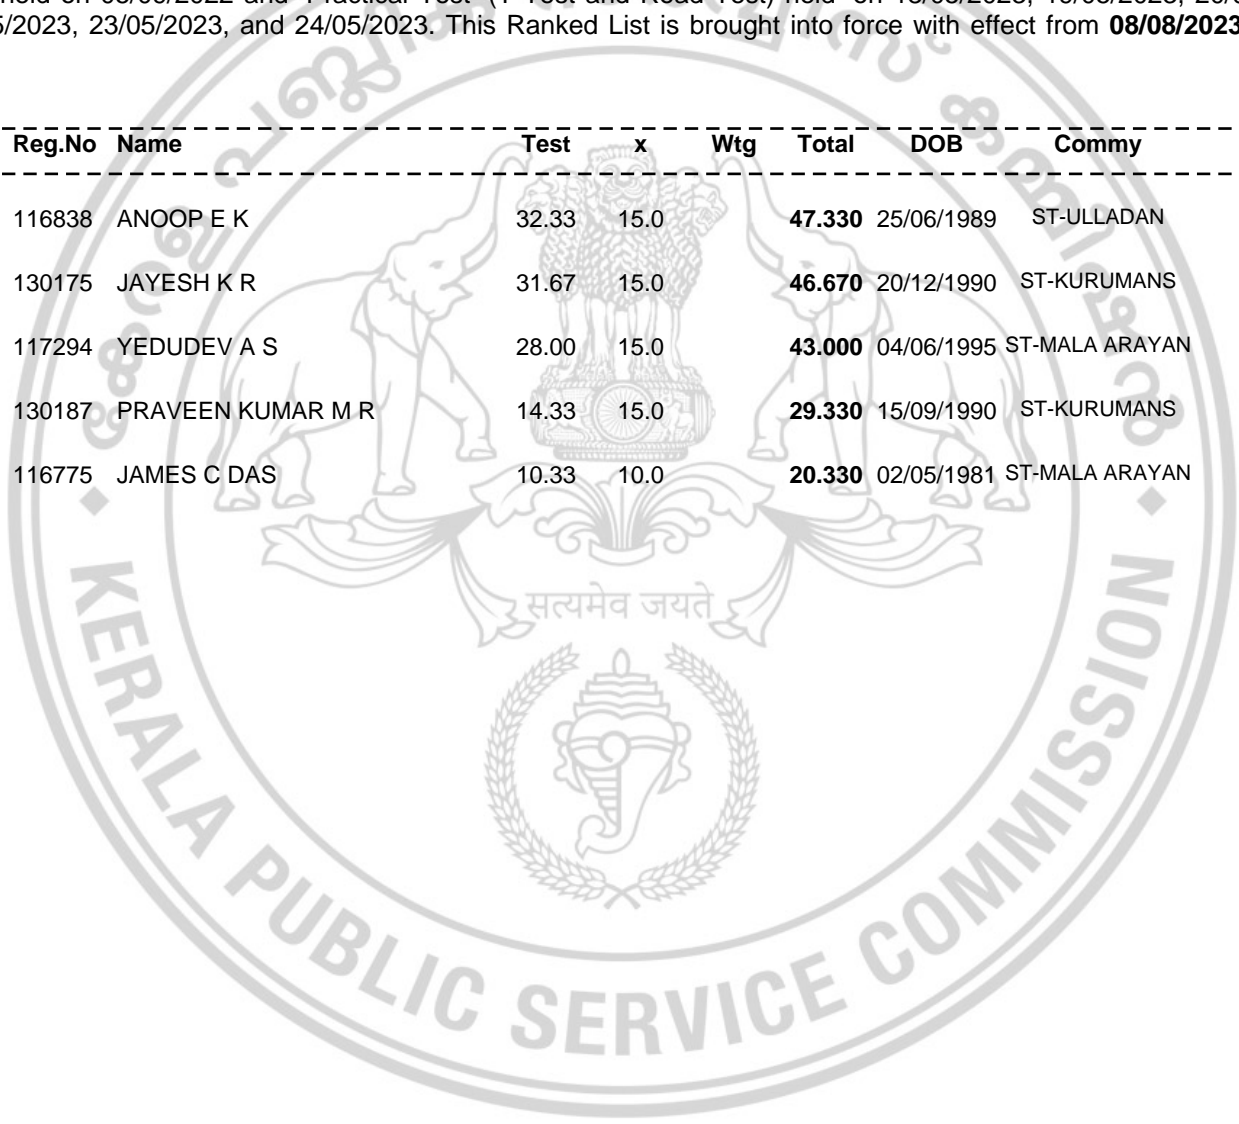 5/2023, 23/05/2023, and 24/05/2023. This Ranked List is brought into force with effect from 08/08/2023
Reg.No Name Test x Wtg Total DOB Commy
116838 ANOOP E K 32.33 15.0 47.330 25/06/1989 ST-ULLADAN
130175 JAYESH K R 31.67 15.0 46.670 20/12/1990 ST-KURUMANS
117294 YEDUDEV A S 28.00 15.0 43.000 04/06/1995 ST-MALA ARAYAN
130187 PRAVEEN KUMAR M R 14.33 15.0 29.330 15/09/1990 ST-KURUMANS
116775 JAMES C DAS 10.33 10.0 20.330 02/05/1981 ST-MALA ARAYAN
सत्यमेव जयते
KERALA PUBLIC SERVICE COMMISSION